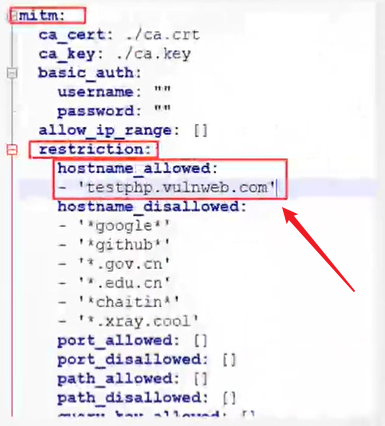 mitm:
ca_cert: ./ca.crt
ca_key: ./ca.key
basic_auth:
username: ""
password: ""
allow_ip_range: []
restriction:
hostname_allowed:
- 'testphp.vulnweb.com'
hostname_disallowed:
- '*google*'
- '*github*'
- '*.gov.cn'
- '*.edu.cn'
- '*chaitin*'
- '*.xray.cool'
port_allowed: []
port_disallowed: []
path_allowed: []
path_disallowed: []
query_key_allowed: []